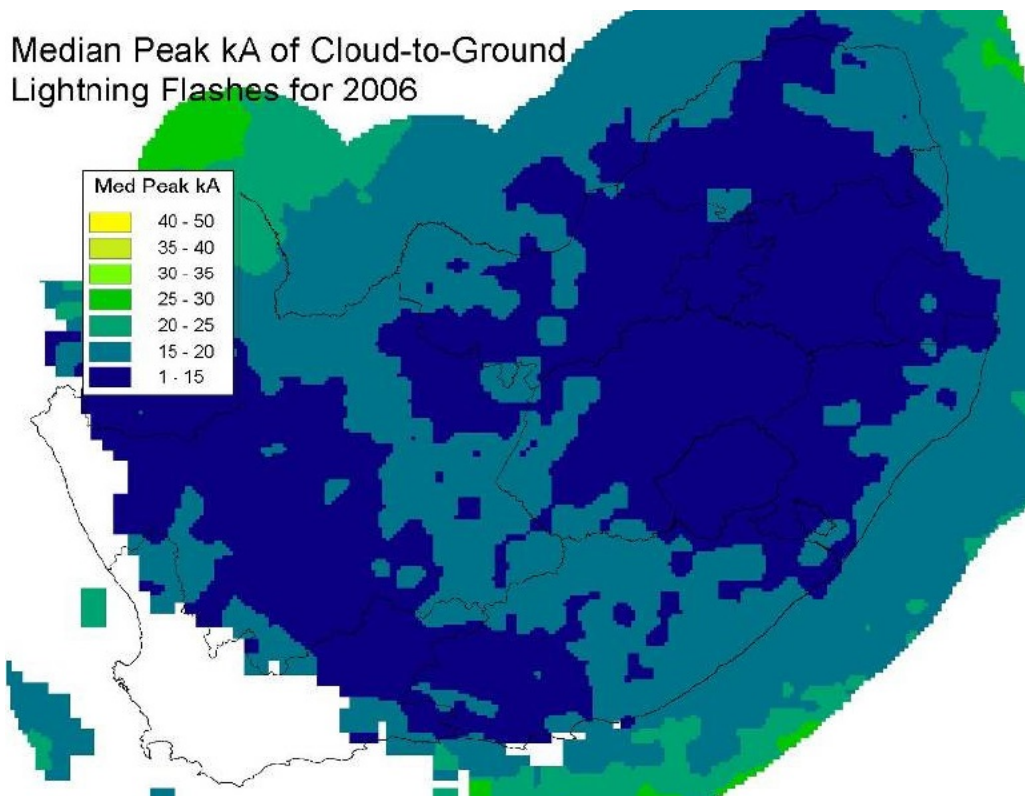 Median Peak kA of Cloud-to-Ground
Lightning Flashes for 2006
Med Peak kA
40 - 50
35 - 40
30 - 35
25 - 30
20 - 25
15 - 20
1 - 15